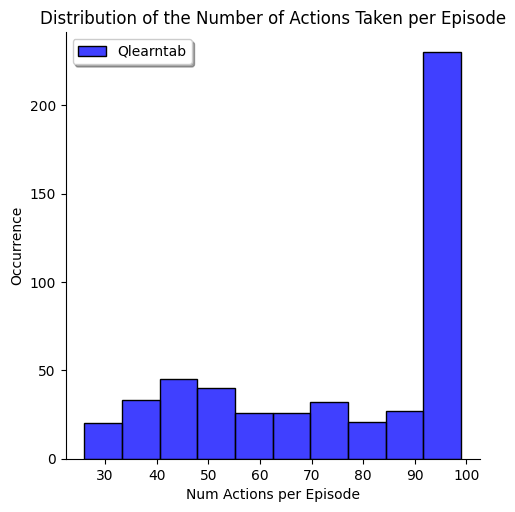 Distribution of the Number of Actions Taken per Episode
Qlearntab
200
150
100
50
0
Occurrence
30 40 50 60 70 80 90 100
Num Actions per Episode